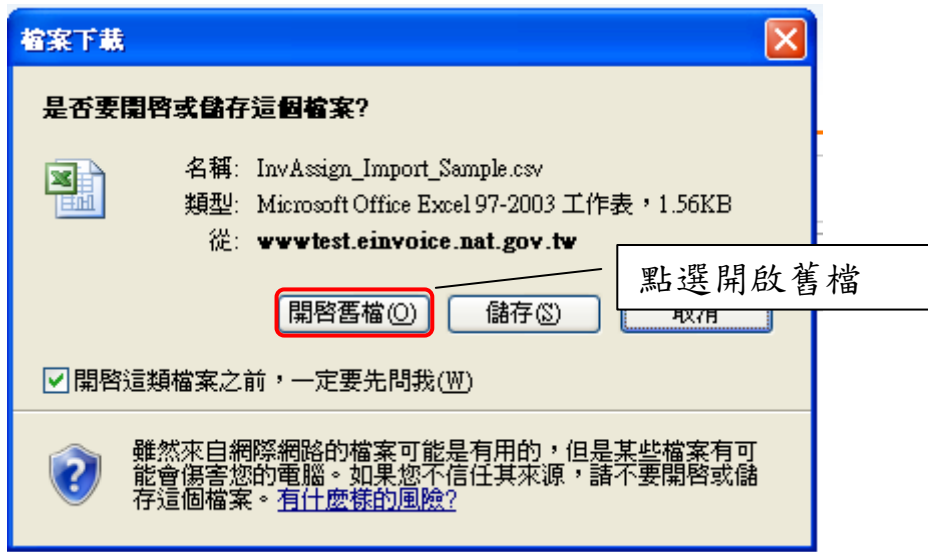 檔案下載
是否要開啓或儲存這個檔案?
名稱: InvAssign_Import_Sample.csv
類型: Microsoft Office Excel 97-2003 工作表，1.56KB
從: wwwtest.einvoice.nat.gov.tw
點選開啟舊檔
開啓舊檔(O)
儲存(S)
取消
開啓這類檔案之前，一定要先問我(W)
雖然來自網際網路的檔案可能是有用的，但是某些檔案有可
能會傷害您的電腦。如果您不信任其來源，請不要開啓或儲
存這個檔案。有什麼樣的風險?